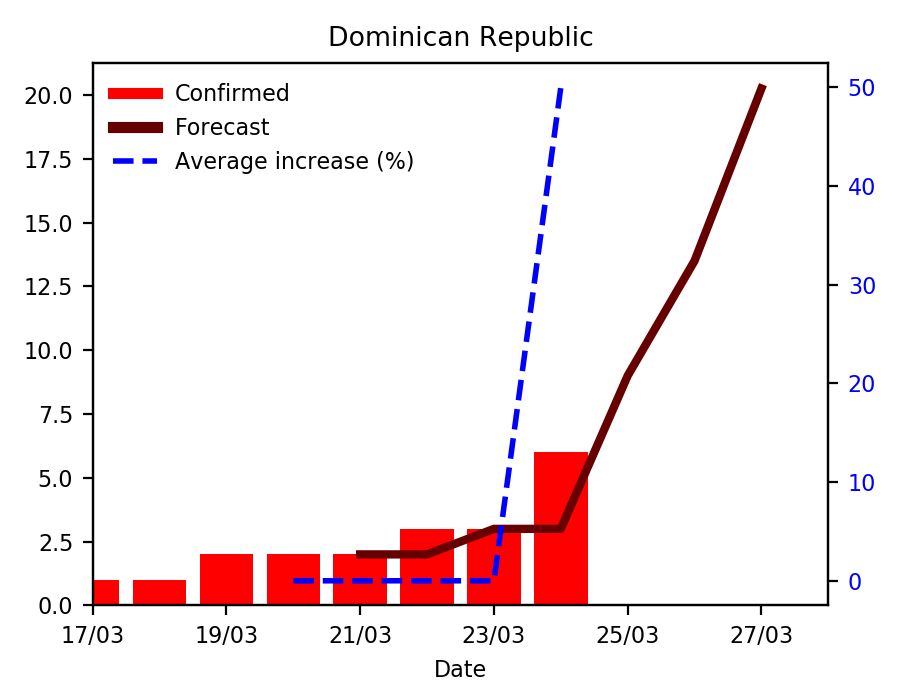 Dominican Republic
Confirmed
Forecast
Average increase (%)
20.0
17.5
15.0
12.5
10.0
7.5
5.0
2.5
0.0
50
40
30
20
10
0
17/03 19/03 21/03 23/03 25/03 27/03
Date